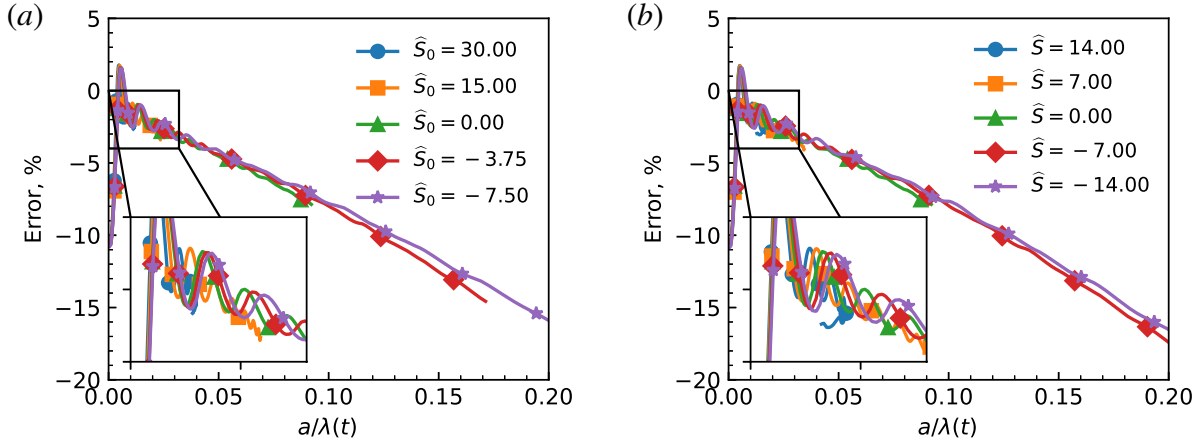 (a)
5
0
−5
−10
−15
−20
Error, %
0.00 0.05 0.10 0.15 0.20
a/λ(t)
Ŝ₀ = 30.00
Ŝ₀ = 15.00
Ŝ₀ = 0.00
Ŝ₀ = −3.75
Ŝ₀ = −7.50
(b)
5
0
−5
−10
−15
−20
Error, %
0.00 0.05 0.10 0.15 0.20
a/λ(t)
Ŝ = 14.00
Ŝ = 7.00
Ŝ = 0.00
Ŝ = −7.00
Ŝ = −14.00